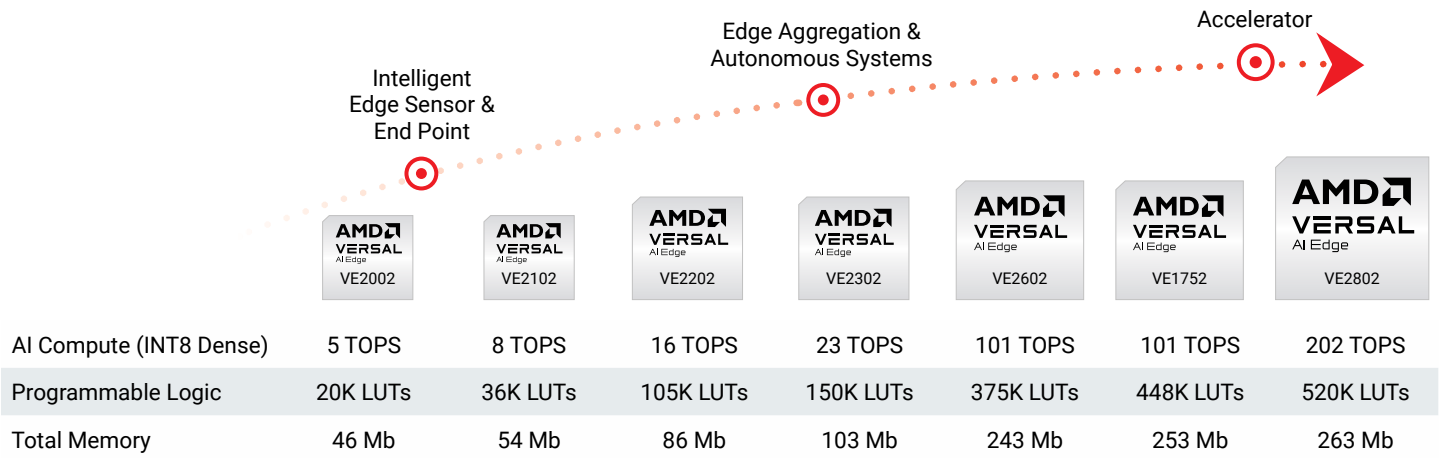 Accelerator
Edge Aggregation &
Autonomous Systems
Intelligent
Edge Sensor &
End Point
AMD
VERSAL
AI Edge
VE2002
AMD
VERSAL
AI Edge
VE2102
AMD
VERSAL
AI Edge
VE2202
AMD
VERSAL
AI Edge
VE2302
AMD
VERSAL
AI Edge
VE2602
AMD
VERSAL
AI Edge
VE1752
AMD
VERSAL
AI Edge
VE2802
AI Compute (INT8 Dense) 5 TOPS 8 TOPS 16 TOPS 23 TOPS 101 TOPS 101 TOPS 202 TOPS
Programmable Logic 20K LUTs 36K LUTs 105K LUTs 150K LUTs 375K LUTs 448K LUTs 520K LUTs
Total Memory 46 Mb 54 Mb 86 Mb 103 Mb 243 Mb 253 Mb 263 Mb